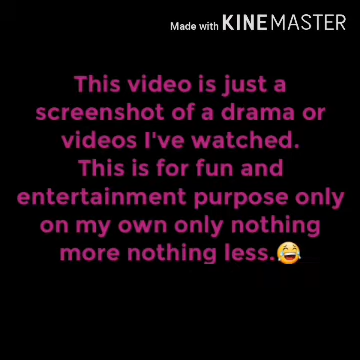 Made with KINEMASTER
This video is just a
screenshot of a drama or
videos I've watched.
This is for fun and
entertainment purpose only
on my own only nothing
more nothing less.😂